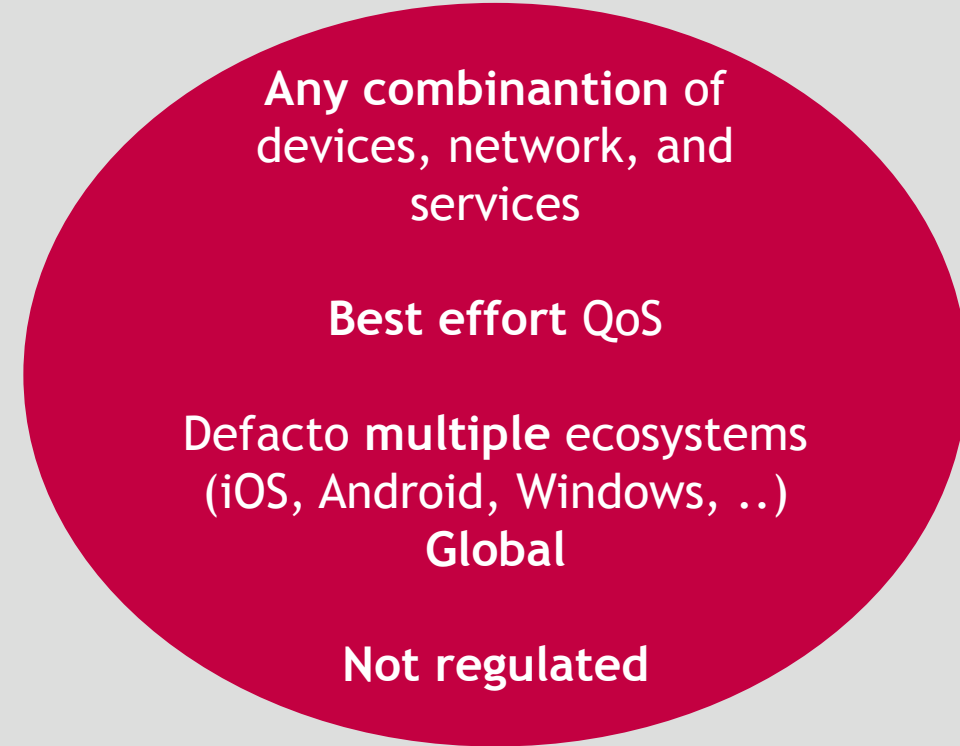 Any combinantion of
devices, network, and
services
Best effort QoS
Defacto multiple ecosystems
(iOS, Android, Windows, ..)
Global
Not regulated